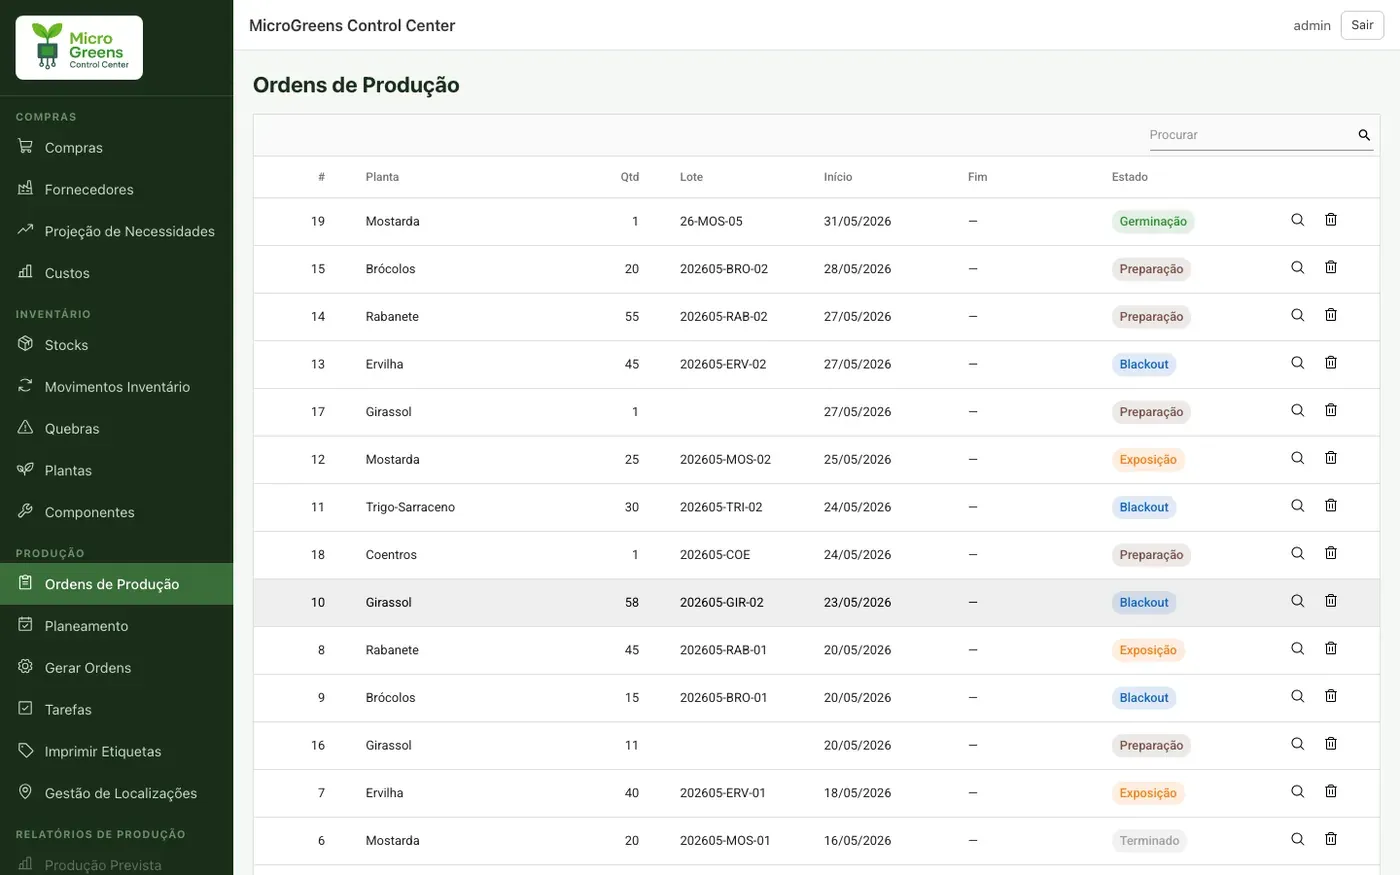 Micro
Greens
Control Center
MicroGreens Control Center
admin
Sair
COMPRAS
Compras
Fornecedores
Projeção de Necessidades
Custos
INVENTÁRIO
Stocks
Movimentos Inventário
Quebras
Plantas
Componentes
PRODUÇÃO
Ordens de Produção
Planeamento
Gerar Ordens
Tarefas
Imprimir Etiquetas
Gestão de Localizações
RELATÓRIOS DE PRODUÇÃO
Produção Prevista
Ordens de Produção
Procurar
# Planta Qtd Lote Início Fim Estado
19 Mostarda 1 26-MOS-05 31/05/2026 — Germinação
15 Brócolos 20 202605-BRO-02 28/05/2026 — Preparação
14 Rabanete 55 202605-RAB-02 27/05/2026 — Preparação
13 Ervilha 45 202605-ERV-02 27/05/2026 — Blackout
17 Girassol 1 27/05/2026 — Preparação
12 Mostarda 25 202605-MOS-02 25/05/2026 — Exposição
11 Trigo-Sarraceno 30 202605-TRI-02 24/05/2026 — Blackout
18 Coentros 1 202605-COE 24/05/2026 — Preparação
10 Girassol 58 202605-GIR-02 23/05/2026 — Blackout
8 Rabanete 45 202605-RAB-01 20/05/2026 — Exposição
9 Brócolos 15 202605-BRO-01 20/05/2026 — Blackout
16 Girassol 11 20/05/2026 — Preparação
7 Ervilha 40 202605-ERV-01 18/05/2026 — Exposição
6 Mostarda 20 202605-MOS-01 16/05/2026 — Terminado